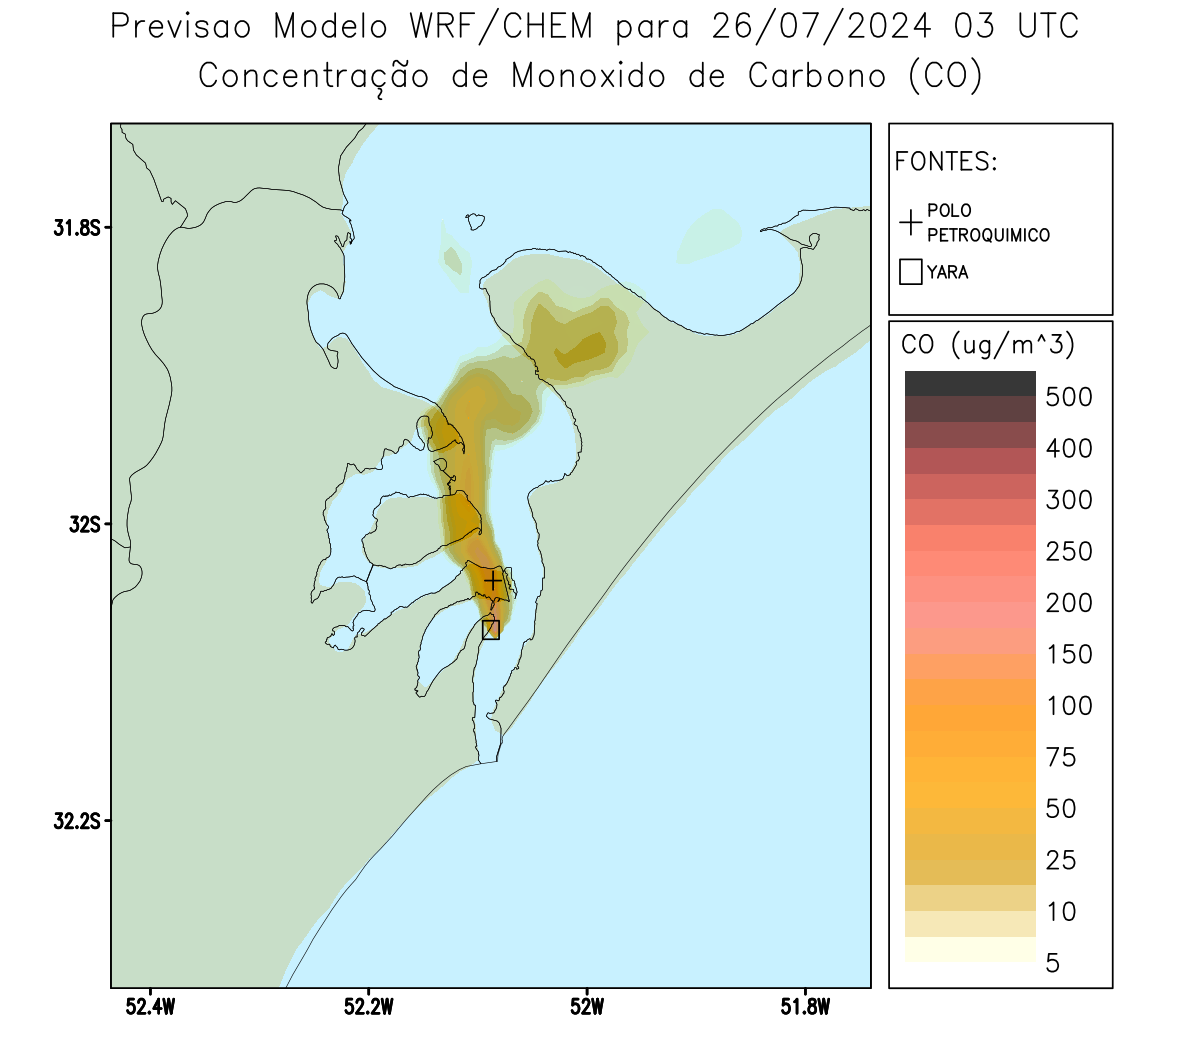 Previsao Modelo WRF/CHEM para 26/07/2024 03 UTC
Concentração de Monoxido de Carbono (CO)
FONTES:
POLO
PETROQUIMICO
YARA
CO (ug/m^3)
500
400
300
250
200
150
100
75
50
25
10
5
31.8S
32S
32.2S
52.4W
52.2W
52W
51.8W